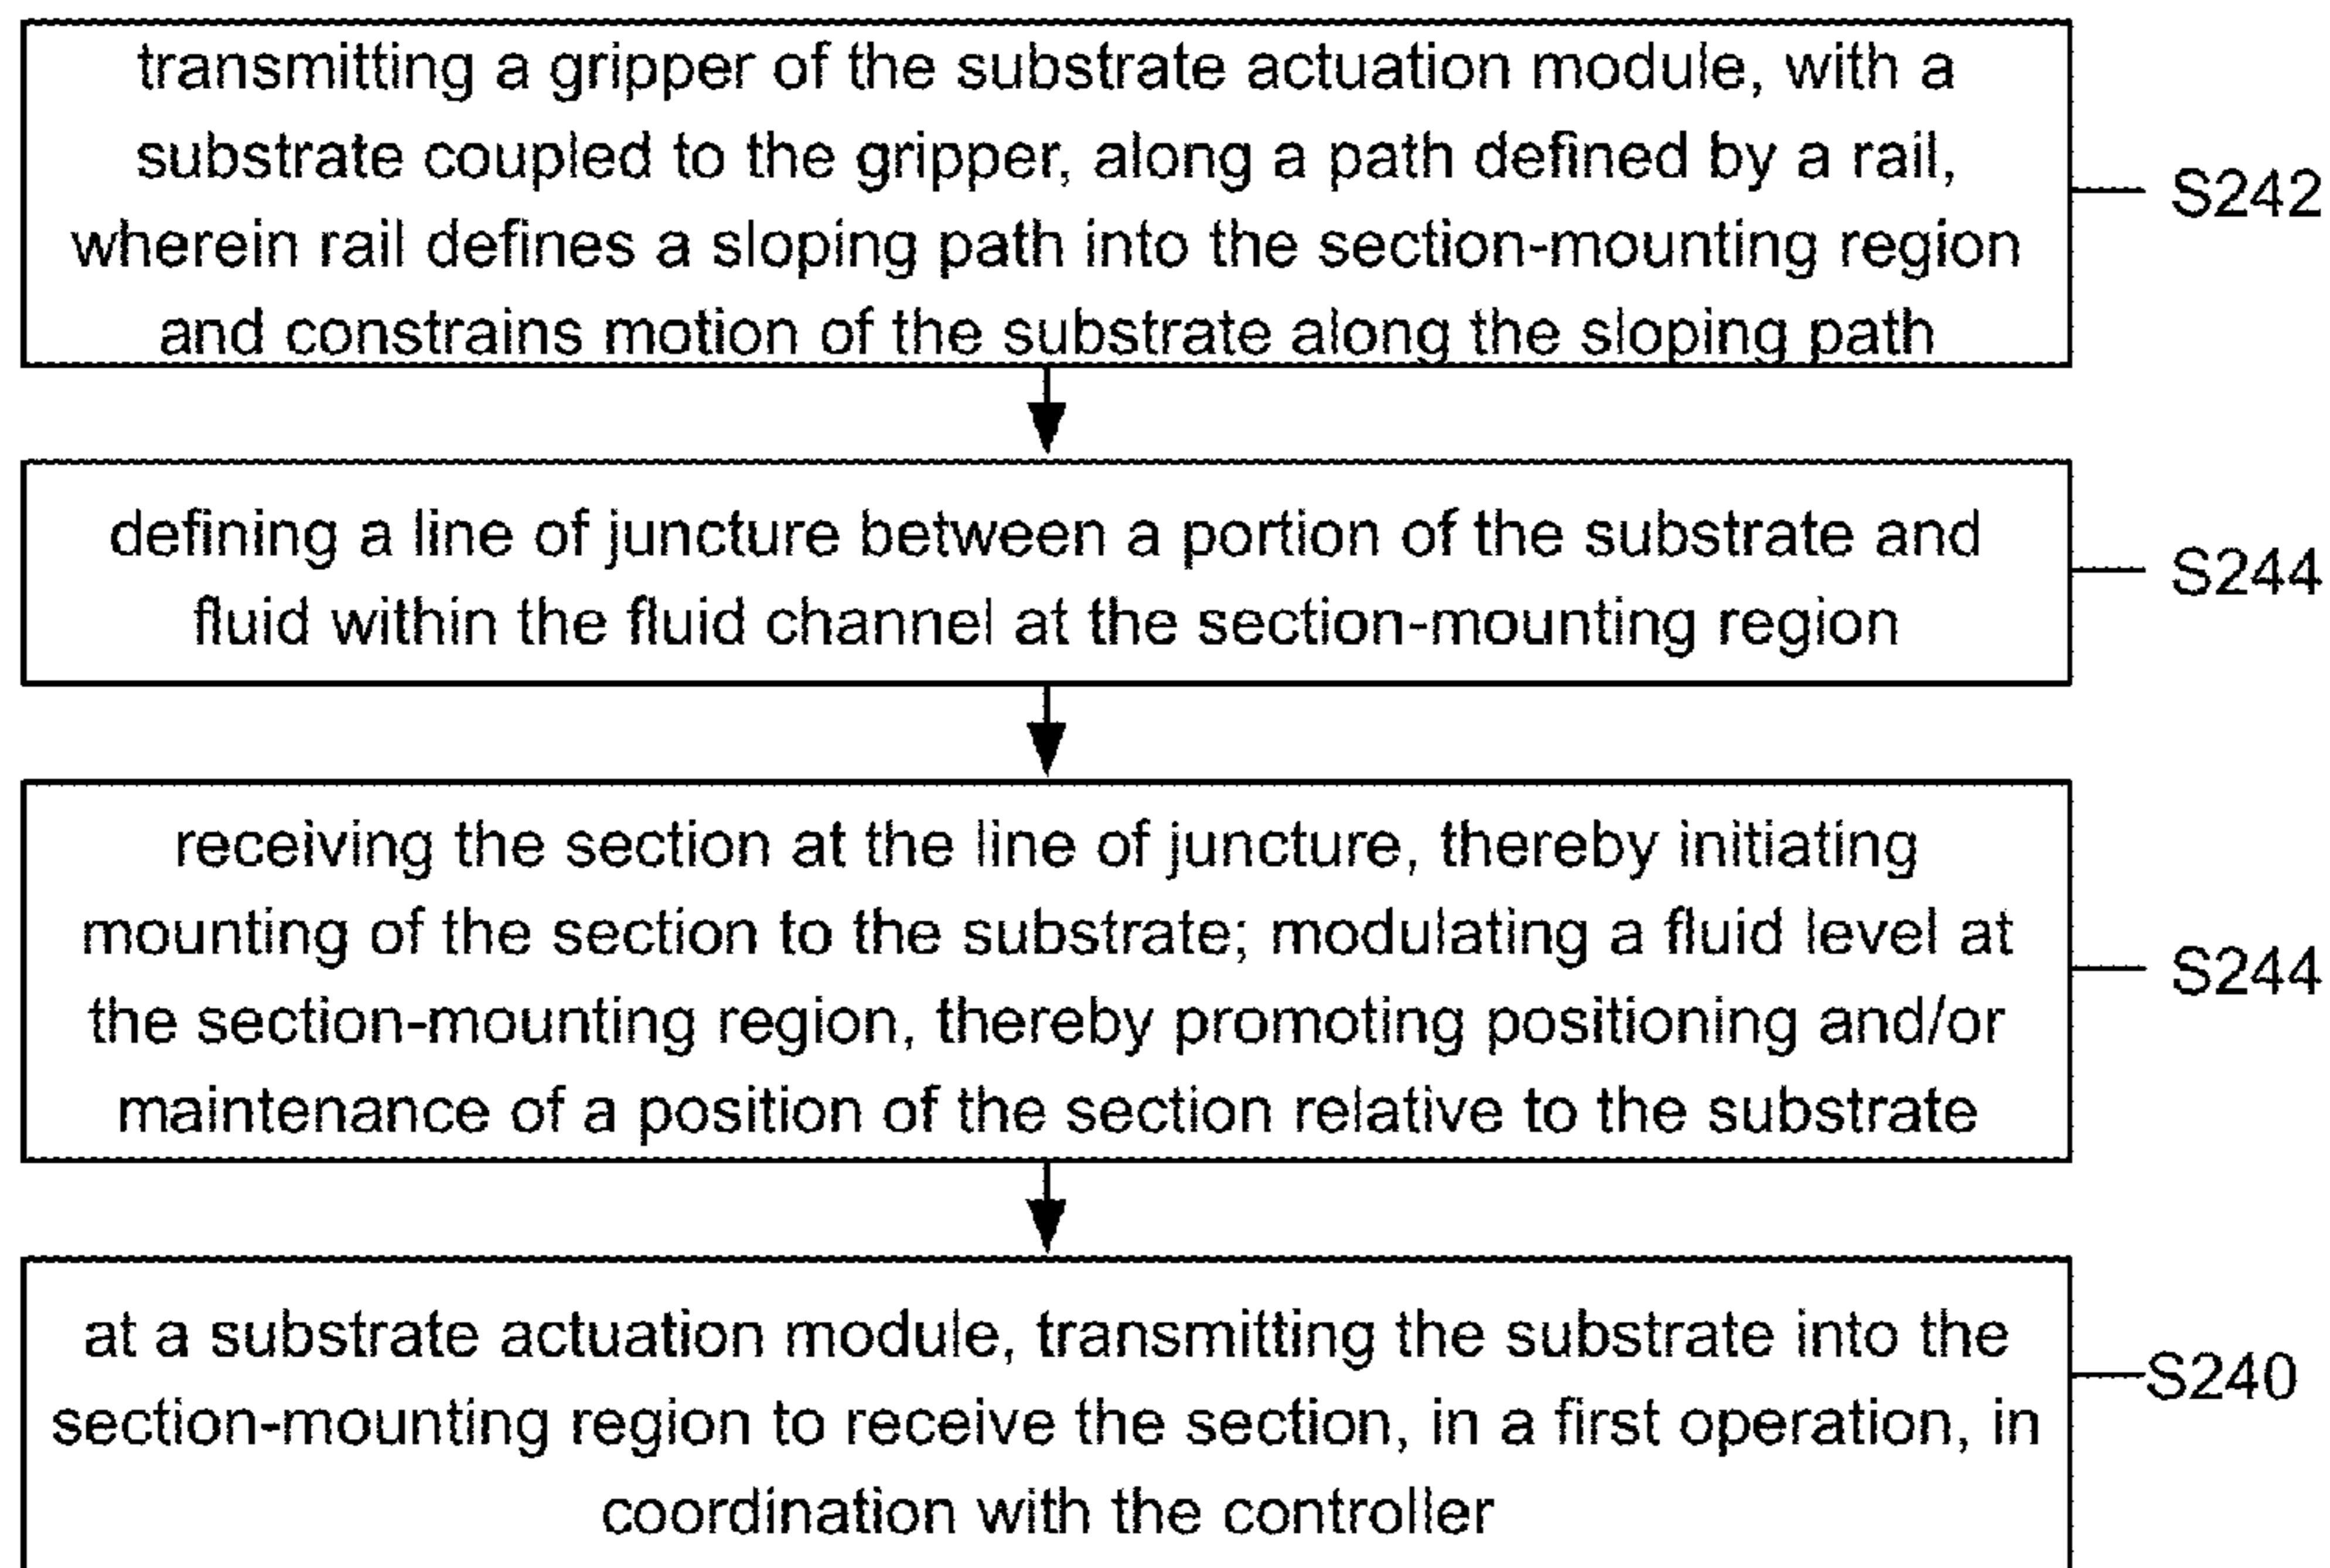 transmitting a gripper of the substrate actuation module, with a
substrate coupled to the gripper, along a path defined by a rail,
wherein rail defines a sloping path into the section-mounting region
and constrains motion of the substrate along the sloping path
S242
defining a line of juncture between a portion of the substrate and
fluid within the fluid channel at the section-mounting region
S244
receiving the section at the line of juncture, thereby initiating
mounting of the section to the substrate; modulating a fluid level at
the section-mounting region, thereby promoting positioning and/or
maintenance of a position of the section relative to the substrate
S244
at a substrate actuation module, transmitting the substrate into the
section-mounting region to receive the section, in a first operation, in
coordination with the controller
S240